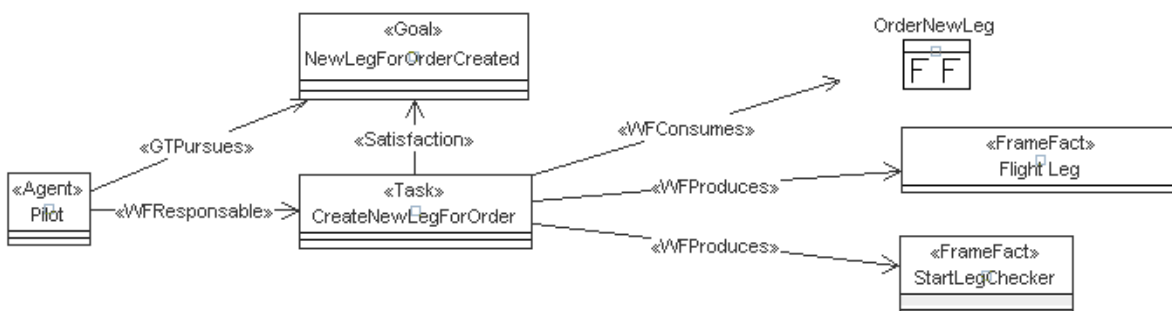 «Goal»
NewLegForOrderCreated
OrderNewLeg
F F
«GTPursues»
«Satisfaction»
«WFConsumes»
«FrameFact»
Flight Leg
«Agent»
Pilot
«WFResponsable»
«Task»
CreateNewLegForOrder
«WFProduces»
«WFProduces»
«FrameFact»
StartLegChecker